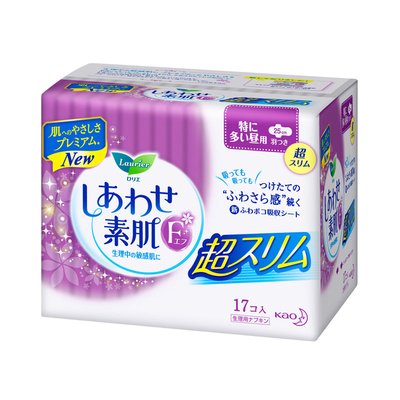 肌へのやさしさ
プレミアム。
New
Laurier
ロリエ
しあわせ
素肌
F+
エフ
生理中の敏感肌に
特に
多い昼用
25cm
羽つき
超
スリム
吸っても
吸っても
つけたての
“ふわさら感”続く
新ふわポコ吸収シート
超スリム
17コ入
生理用ナプキン
Kao